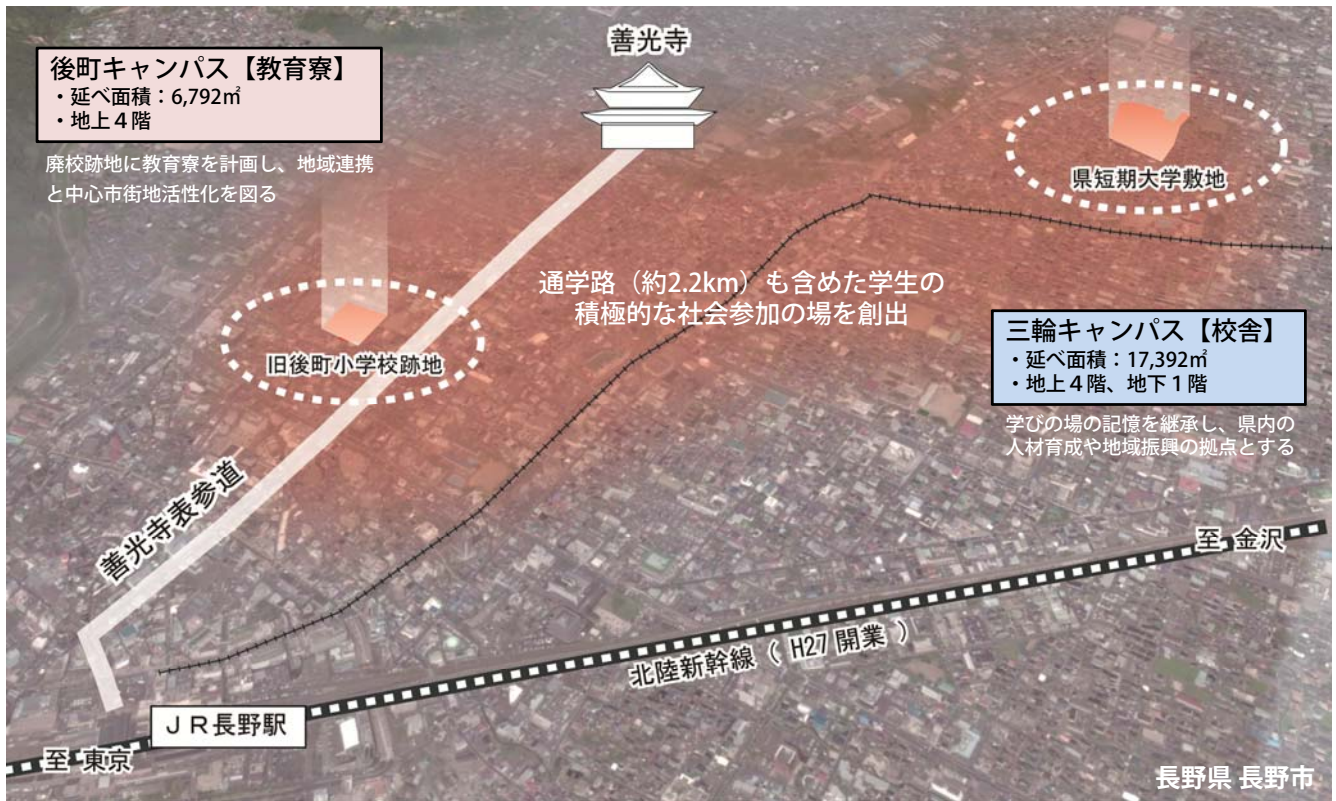 善光寺
後町キャンパス【教育寮】
・延べ面積：6,792㎡
・地上４階
廃校跡地に教育寮を計画し、地域連携
と中心市街地活性化を図る
県短期大学敷地
通学路（約2.2km）も含めた学生の
積極的な社会参加の場を創出
旧後町小学校跡地
三輪キャンパス【校舎】
・延べ面積：17,392㎡
・地上４階、地下１階
学びの場の記憶を継承し、県内の
人材育成や地域振興の拠点とする
善光寺表参道
至 金沢
北陸新幹線（ H27 開業 ）
ＪＲ長野駅
至 東京
長野県 長野市